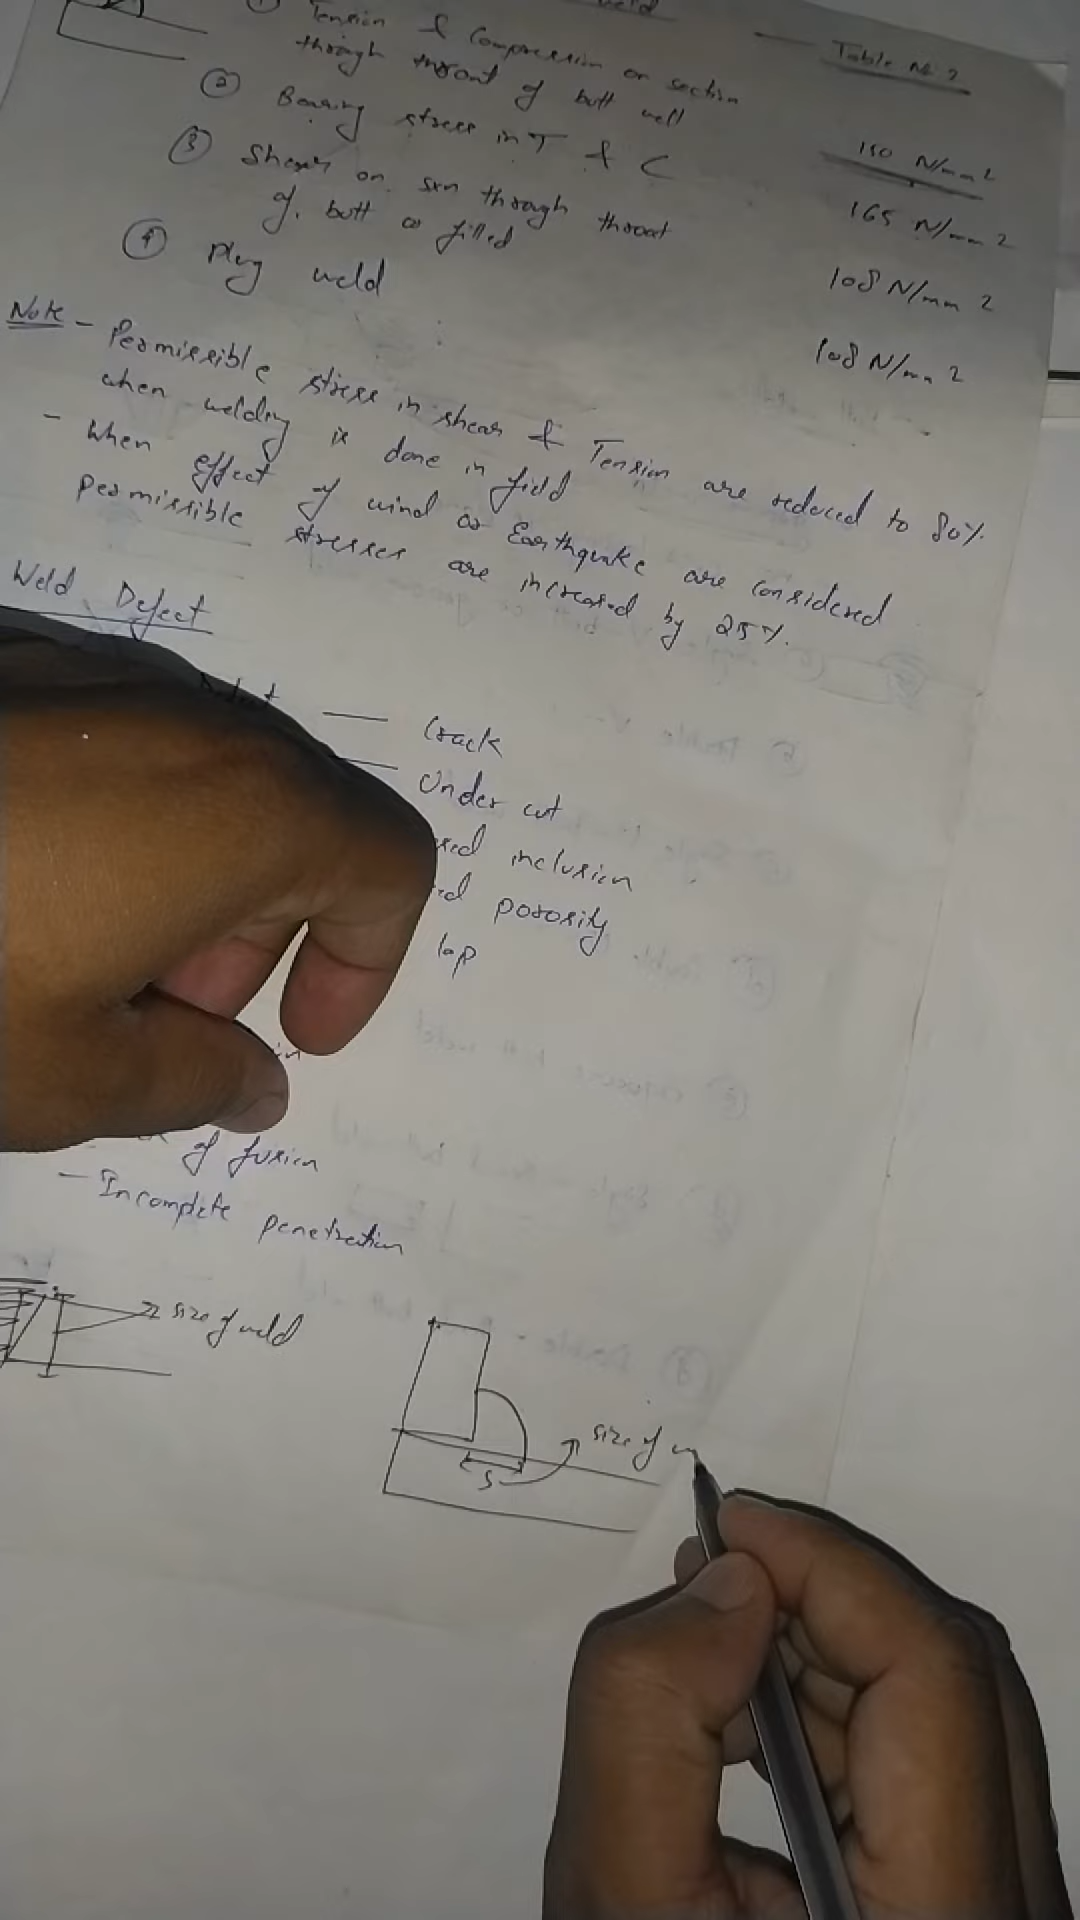 Table No. 2
① Tension & Compression on section
through throat of butt well
150 N/mm2
② Bearing stress in T & C
165 N/mm2
③ Shear on sxn through throat
of butt or filled
108 N/mm2
④ Plug weld
108 N/mm2
Note - Permissible stress in shear & Tension are reduced to 80%.
when welding is done in field
- When effect of wind or Earthquake are considered
Permissible stresses are increased by 25%.
Weld Defect
— Crack
Under cut
inclusion
porosity
lap
of fusion
- Incomplete penetration
size of weld
S
size of